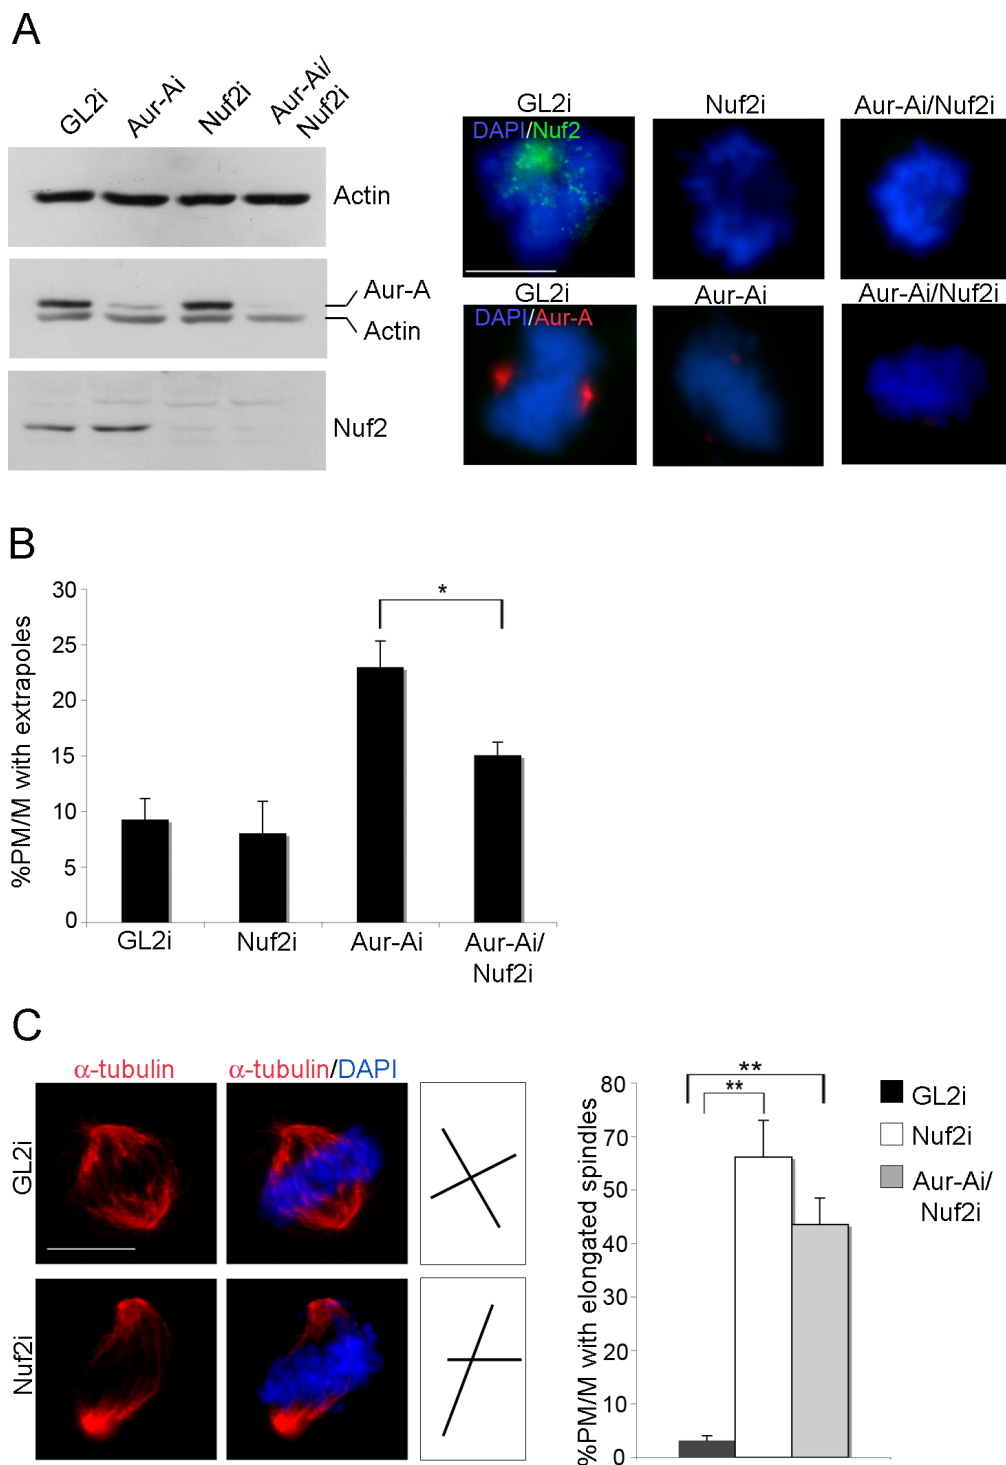 A
GL2i
Aur-Ai
Nuf2i
Aur-Ai/
Nuf2i
Actin
Aur-A
Actin
Nuf2
GL2i
Nuf2i
Aur-Ai/Nuf2i
DAPI/Nuf2
GL2i
Aur-Ai
Aur-Ai/Nuf2i
DAPI/Aur-A
B
%PM/M with extrapoles
30
25
20
15
10
5
0
*
GL2i
Nuf2i
Aur-Ai
Aur-Ai/
Nuf2i
C
α-tubulin
α-tubulin/DAPI
GL2i
Nuf2i
%PM/M with elongated spindles
80
70
50
40
30
20
10
0
**
**
GL2i
Nuf2i
Aur-Ai/
Nuf2i